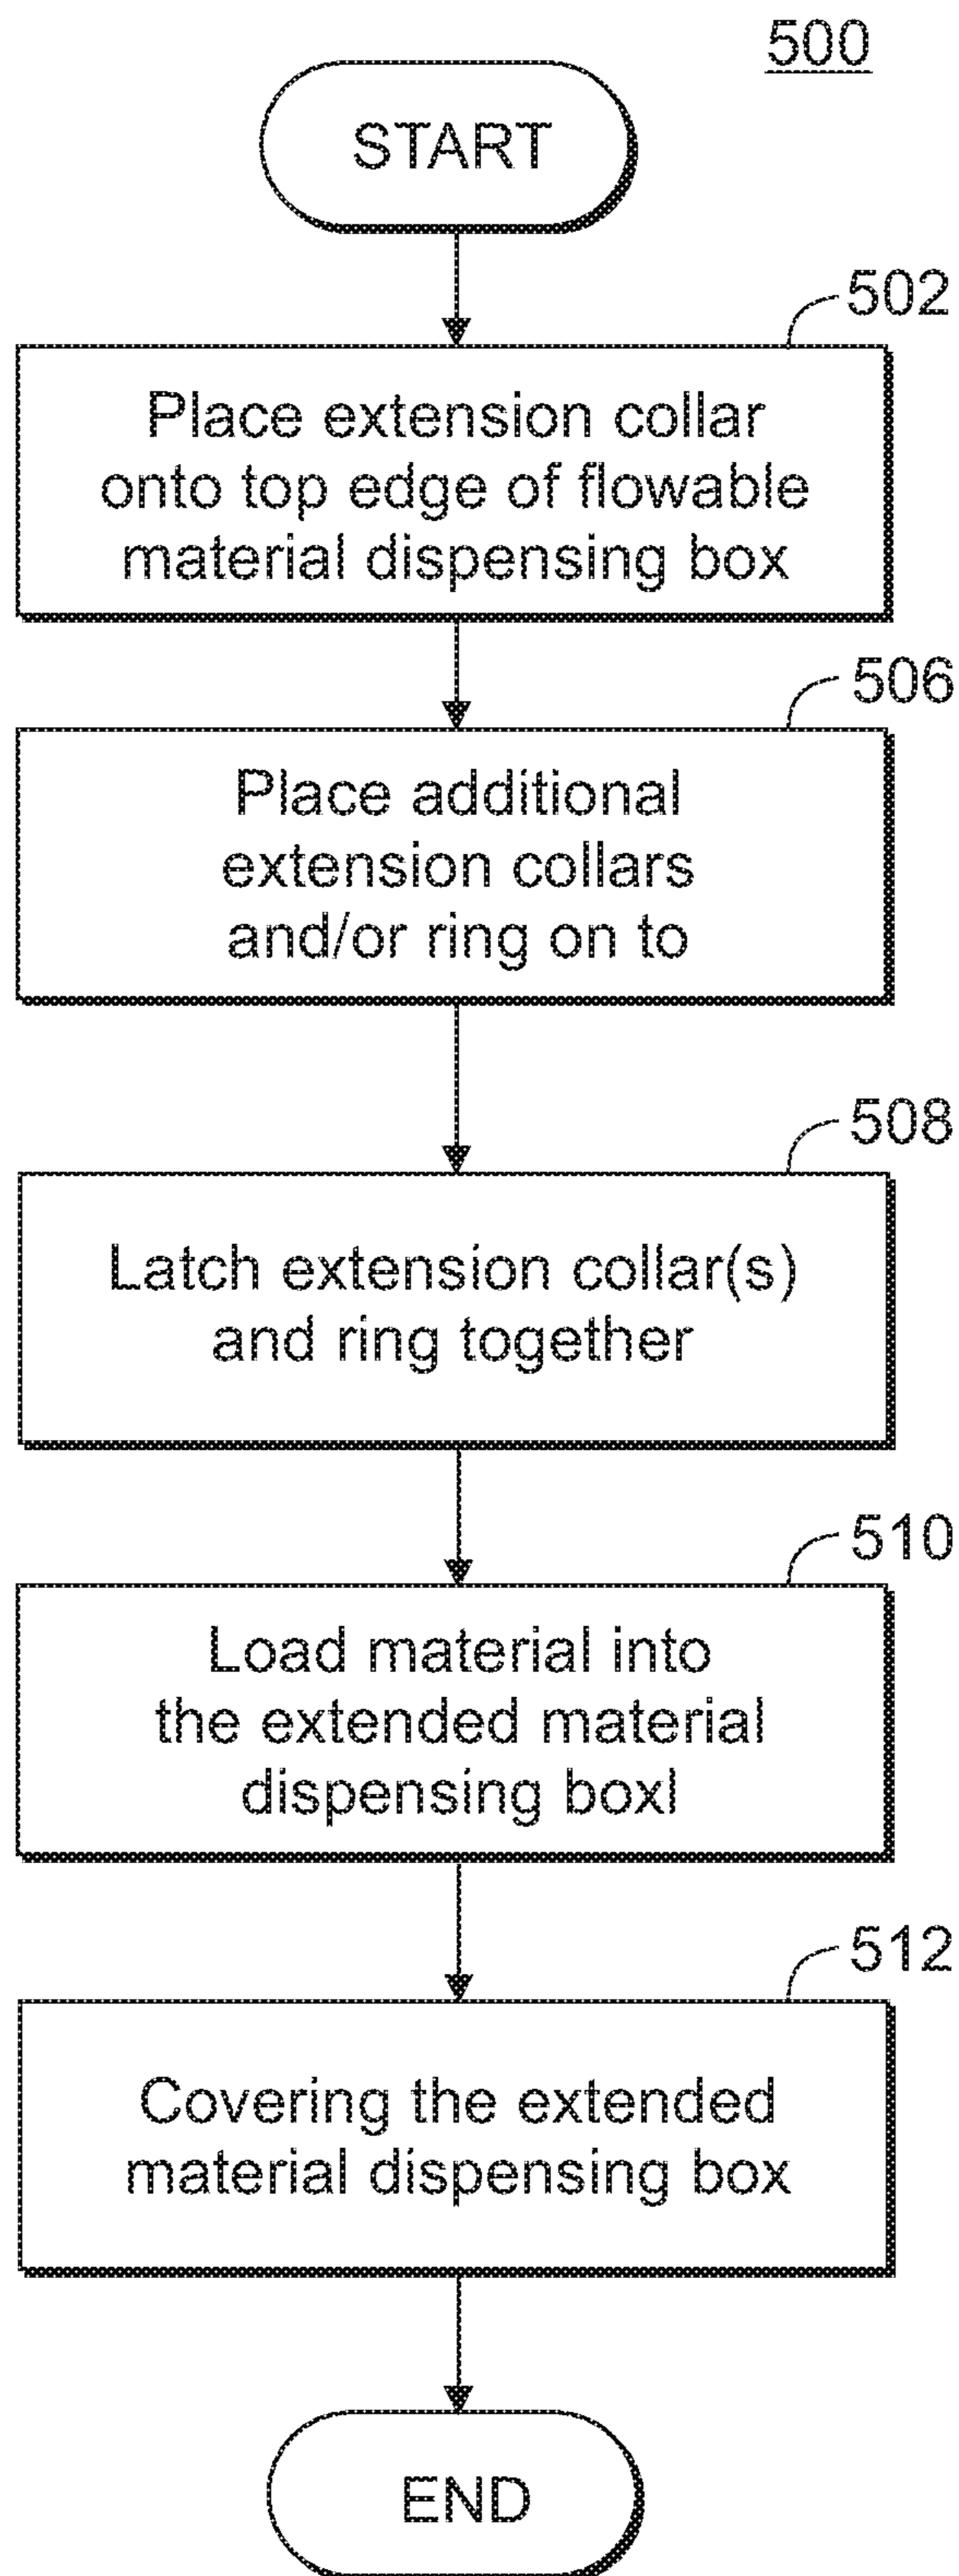 500
START
502
Place extension collar
onto top edge of flowable
material dispensing box
506
Place additional
extension collars
and/or ring on to
508
Latch extension collar(s)
and ring together
510
Load material into
the extended material
dispensing boxl
512
Covering the extended
material dispensing box
END